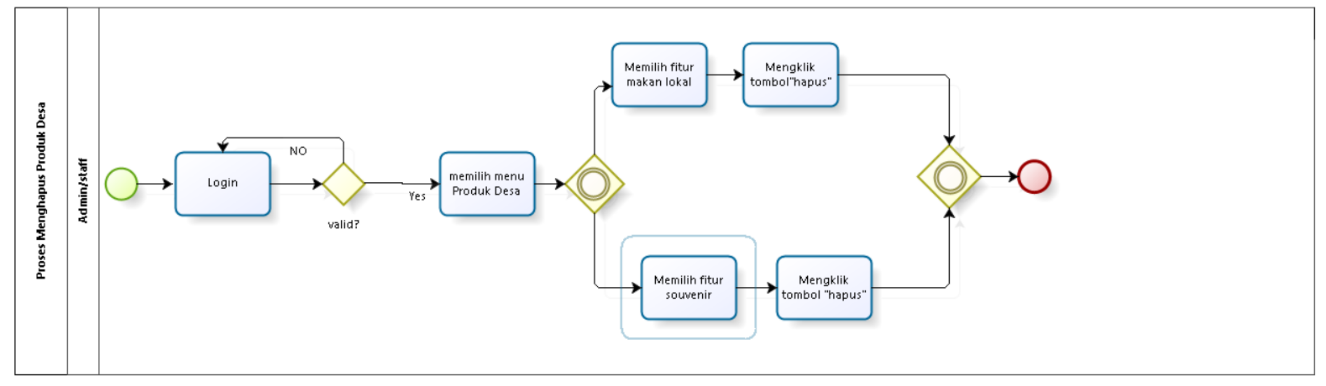 Proses Menghapus Produk Desa
Admin/staff
Login
NO
valid?
Yes
memilih menu
Produk Desa
Memilih fitur
makan lokal
Mengklik
tombol"hapus"
Memilih fitur
souvenir
Mengklik
tombol "hapus"